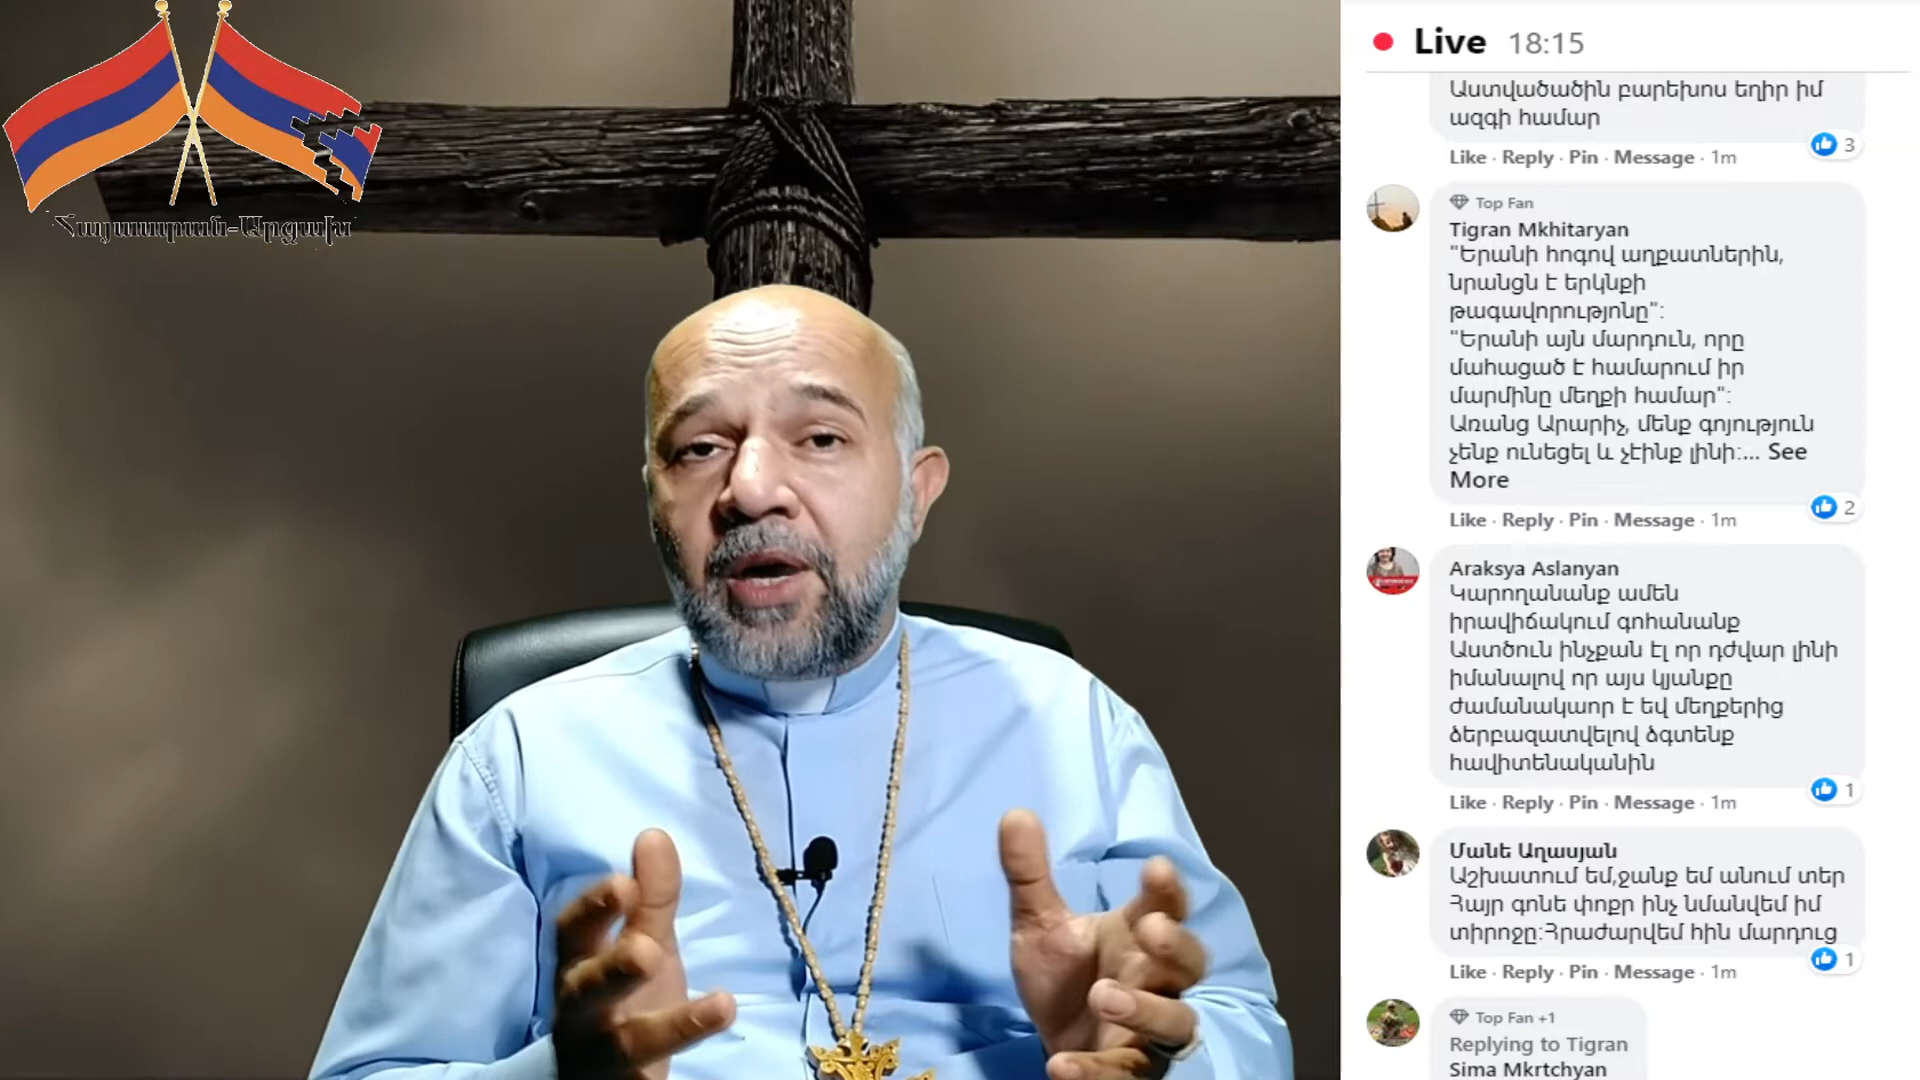 Հայաստան-Արցախ
Live 18:15
Աստվածածին բարեխոս եղիր իմ
ազգի համար
3
Like · Reply · Pin · Message · 1m
Top Fan
Tigran Mkhitaryan
"Երանի հոգով աղքատներին,
նրանցն է երկնքի
թագավորությոնը":
"Երանի այն մարդուն, որը
մահացած է համարում իր
մարմինը մեղքի համար":
Առանց Արարիչ, մենք գոյություն
չենք ունեցել և չէինք լինի:... See
More
2
Like · Reply · Pin · Message · 1m
Araksya Aslanyan
Կարողանանք ամեն
իրավիճակում գոհանանք
Աստծուն ինչքան էլ որ դժվար լինի
իմանալով որ այս կյանքը
ժամանակաոր է եվ մեղքերից
ձերբազատվելով ձգտենք
հավիտենականին
1
Like · Reply · Pin · Message · 1m
Մանե Աղասյան
Աշխատում եմ,ջանք եմ անում տեր
Հայր գոնե փոքր ինչ նմանվեմ իմ
տիրոջը:Հրաժարվեմ հին մարդուց
1
Like · Reply · Pin · Message · 1m
Top Fan +1
Replying to Tigran
Sima Mkrtchyan